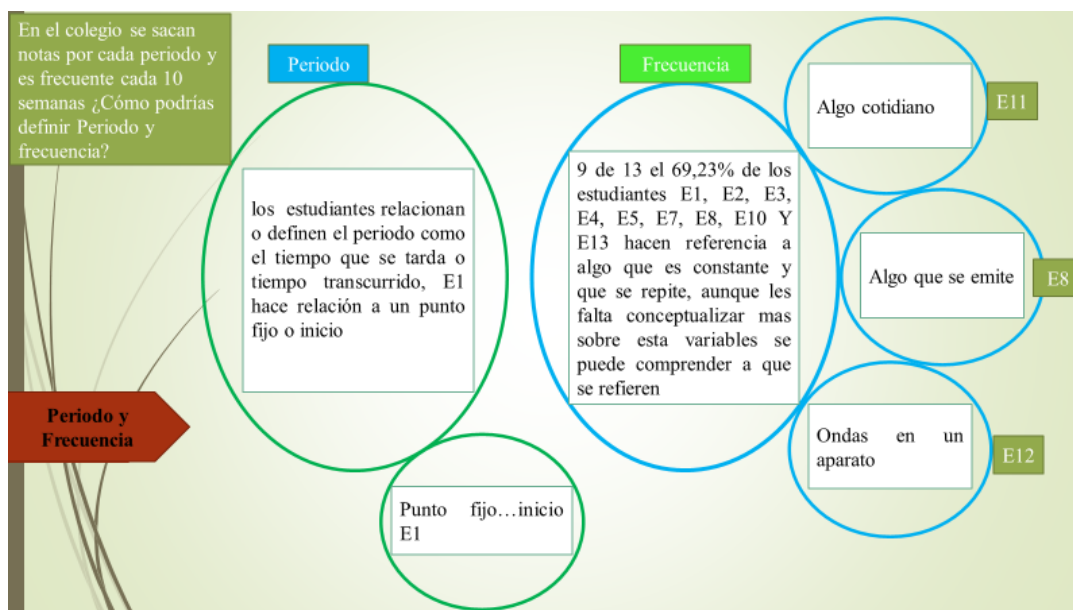 En el colegio se sacan
notas por cada periodo y
es frecuente cada 10
semanas ¿Cómo podrías
definir Periodo y
frecuencia?
Periodo
los estudiantes relacionan
o definen el periodo como
el tiempo que se tarda o
tiempo transcurrido, E1
hace relación a un punto
fijo o inicio
Punto fijo…inicio
E1
Frecuencia
9 de 13 el 69,23% de los
estudiantes E1, E2, E3,
E4, E5, E7, E8, E10 Y
E13 hacen referencia a
algo que es constante y
que se repite, aunque les
falta conceptualizar mas
sobre esta variables se
puede comprender a que
se refieren
Algo cotidiano
E11
Algo que se emite
E8
Ondas en un
aparato
E12
Periodo y
Frecuencia